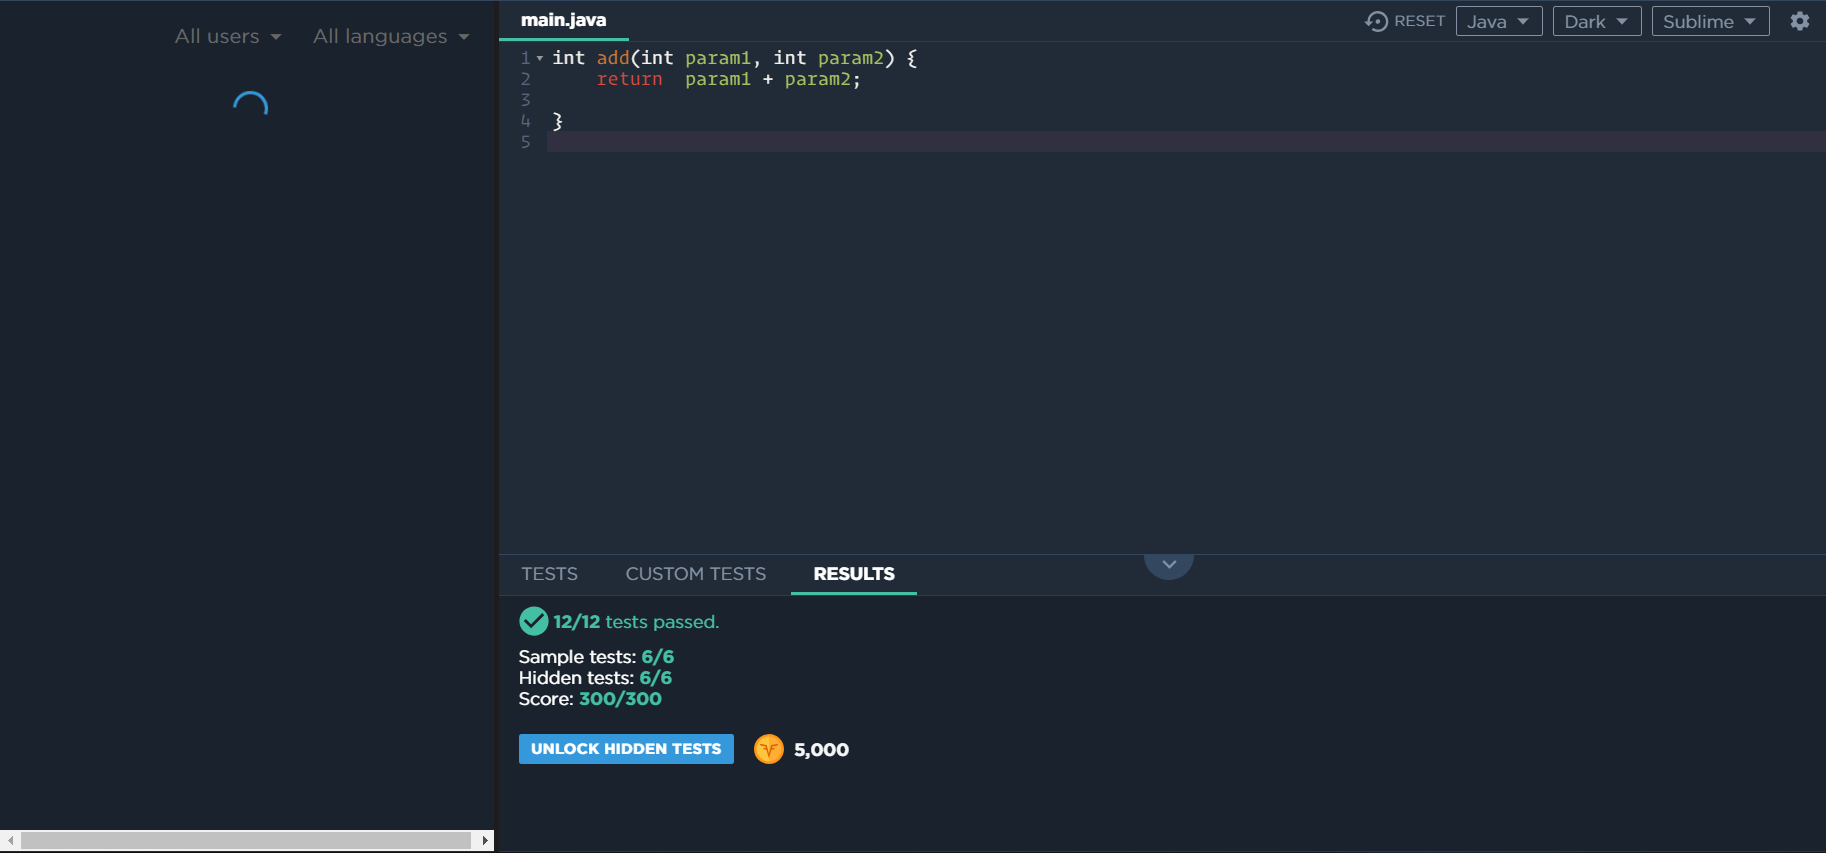 All users All languages
main.java
RESET Java Dark Sublime
1 int add(int param1, int param2) {
2 return  param1 + param2;
3
4 }
5
TESTS CUSTOM TESTS RESULTS
12/12 tests passed.
Sample tests: 6/6
Hidden tests: 6/6
Score: 300/300
UNLOCK HIDDEN TESTS 5,000